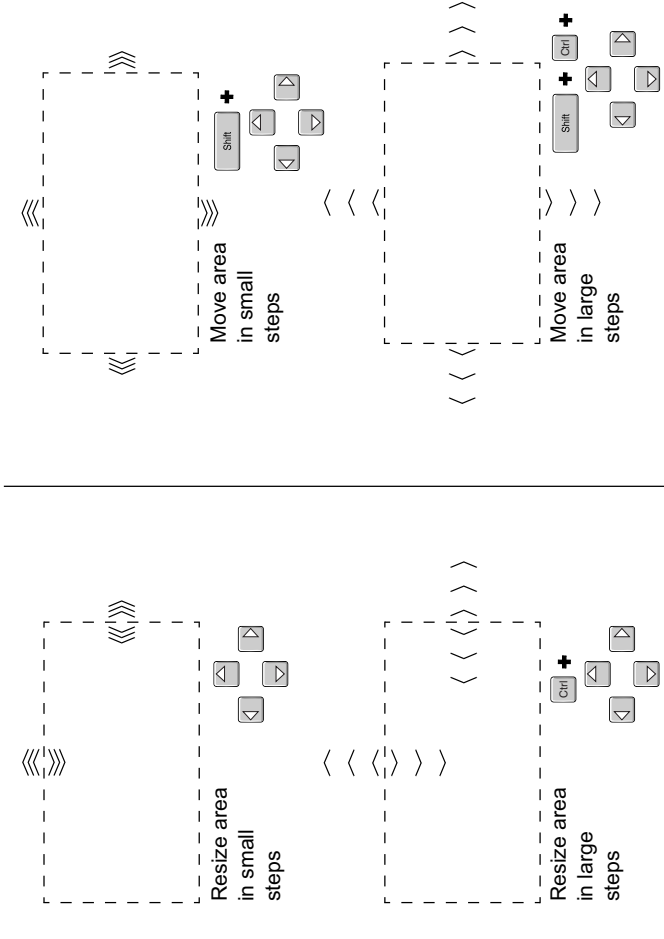 Resize area
in small
steps
Resize area
in large
steps
Ctrl +
Move area
in small
steps
Shift +
Move area
in large
steps
Shift + Ctrl +